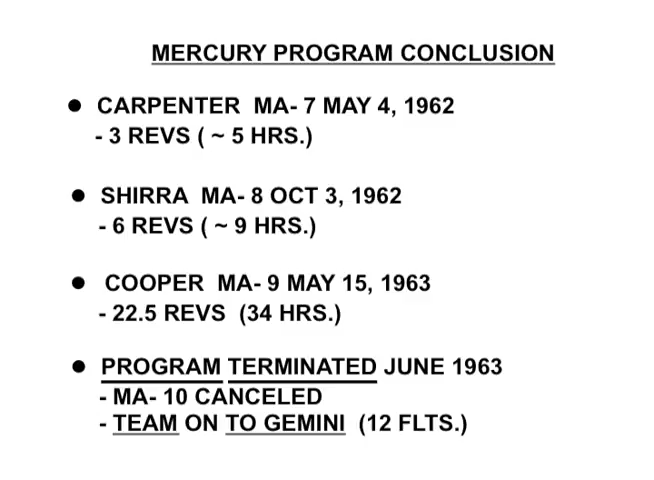 MERCURY PROGRAM CONCLUSION
● CARPENTER MA- 7 MAY 4, 1962
- 3 REVS ( ~ 5 HRS.)
● SHIRRA MA- 8 OCT 3, 1962
- 6 REVS ( ~ 9 HRS.)
● COOPER MA- 9 MAY 15, 1963
- 22.5 REVS (34 HRS.)
● PROGRAM TERMINATED JUNE 1963
- MA- 10 CANCELED
- TEAM ON TO GEMINI (12 FLTS.)